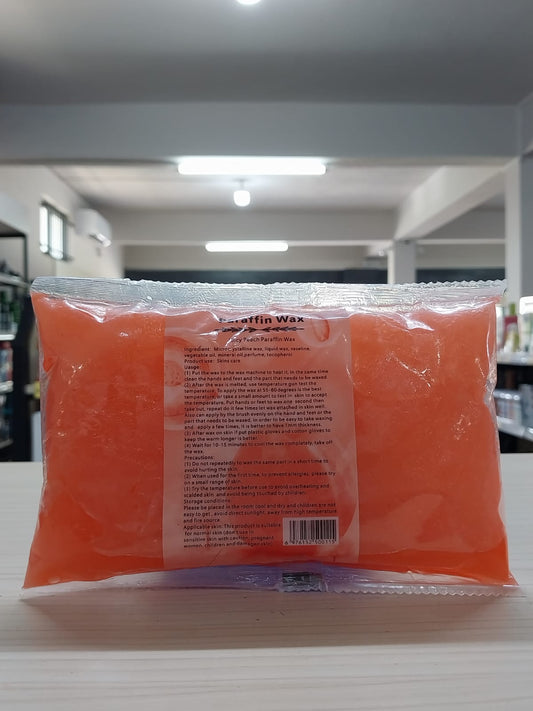 Paraffin Wax
Peach Paraffin Wax
Ingredient: wax, liquid wax, vaseline,
vegetable oil, mineral oil,perfume, tocopherol
Product use: Skins care
Usage:
(1) Put the wax to the wax machine to heat it, in the same time
clean the hands and feet and the part that needs to be waxed
(2) After the wax is melted, use temperature gun test the
temperature. To apply the wax at 55-60degrees is the best
temperature, or take a small amount to feet in skin to accept
the temperature, Put hands or feet to wax one second then
take out, repeat do it few times let wax attached in skin well.
Also can apply by the brush evenly on the hand and feet or the
part that needs to be waxed, in order to be easy to take waxing
and apply a few times, it is better to have 1mm thickness.
(3) After wax on skin if put plastic gloves and cotton gloves to
keep the warm longer is better.
(4) Wait for 10-15 minutes to cool the wax completely, take off
the wax.
Precautions:
(1) Do not repeatedly to wax the same part in a short time to
avoid hurting the skin.
(2) When used for the first time, to prevent allergies, please try
on a small range of skin.
(3) Try the temperature before use to avoid overheating and
scalded skin and avoid being touched by children.
Storage conditions:
Please be placed in the room cool and dry and children are not
easy to get, avoid direct sunlight, away from high temperature
and fire source.
Applicable skin: This product is suitable
for normal skin (don't use in
sensitive skin with caution, pregnant
women, children and damaged skin)